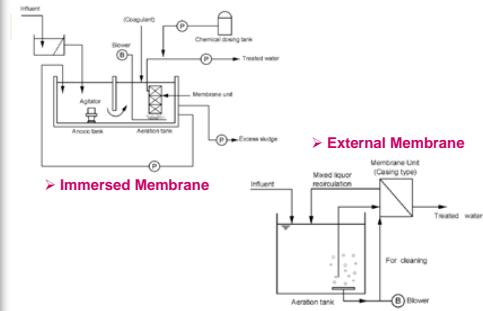 Influent
(Coagulant)
Blower
B
P
Chemical dosing tank
P
Treated water
Agitator
Membrane unit
Anoxic tank
Aeration tank
P
Excess sludge
P
➢ Immersed Membrane
➢ External Membrane
Membrane Unit
(Casing type)
Influent
Mixed liquor
recirculation
Treated water
For cleaning
Aeration tank
B
Blower